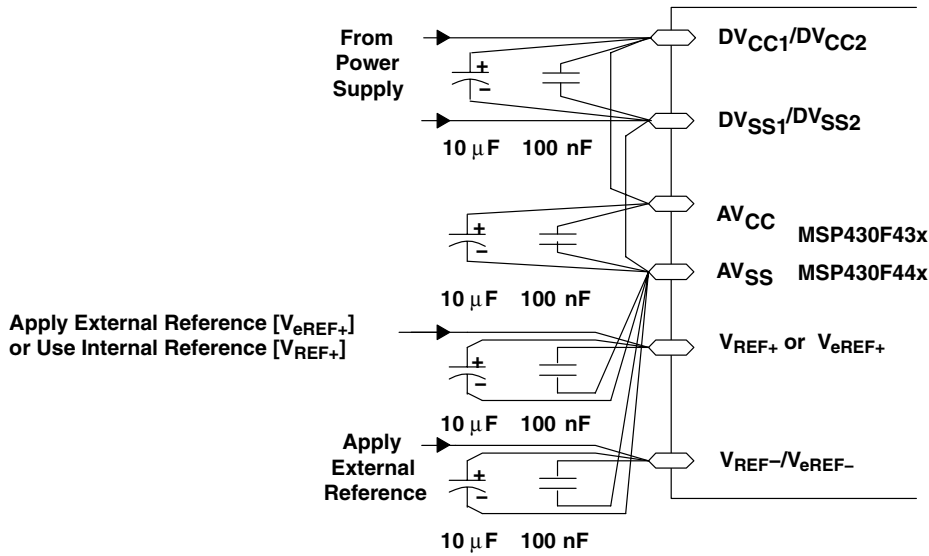 From
Power
Supply
+
−
DVCC1/DVCC2
DVSS1/DVSS2
10 μF 100 nF
+
−
AVCC
MSP430F43x
AVSS MSP430F44x
10 μF 100 nF
Apply External Reference [VeREF+]
or Use Internal Reference [VREF+]
+
−
VREF+ or VeREF+
10 μF 100 nF
Apply
External
Reference
+
−
VREF−/VeREF−
10 μF 100 nF